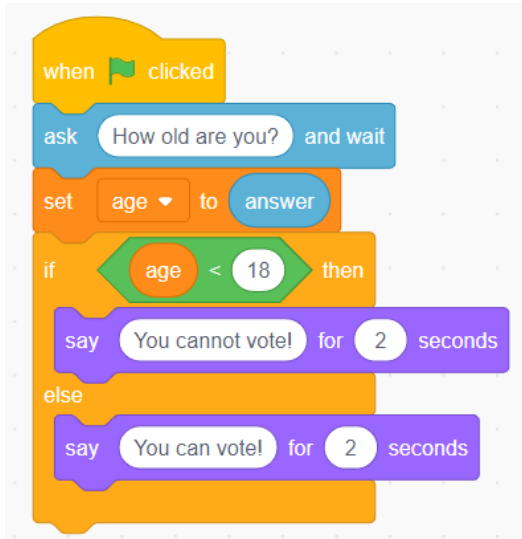 when clicked
ask How old are you? and wait
set age to answer
if age < 18 then
say You cannot vote! for 2 seconds
else
say You can vote! for 2 seconds